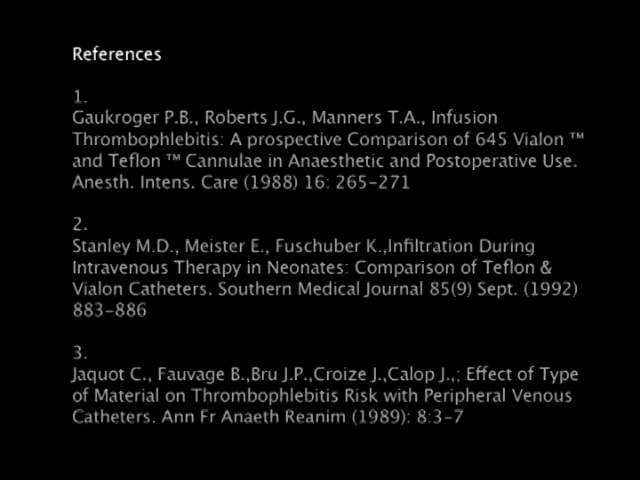 References
1.
Gaukroger P.B., Roberts J.G., Manners T.A., Infusion
Thrombophlebitis: A prospective Comparison of 645 Vialon ™
and Teflon ™ Cannulae in Anaesthetic and Postoperative Use.
Anesth. Intens. Care (1988) 16: 265-271
2.
Stanley M.D., Meister E., Fuschuber K.,Infiltration During
Intravenous Therapy in Neonates: Comparison of Teflon &
Vialon Catheters. Southern Medical Journal 85(9) Sept. (1992)
883-886
3.
Jaquot C., Fauvage B.,Bru J.P.,Croize J.,Calop J.,; Effect of Type
of Material on Thrombophlebitis Risk with Peripheral Venous
Catheters. Ann Fr Anaeth Reanim (1989): 8:3-7